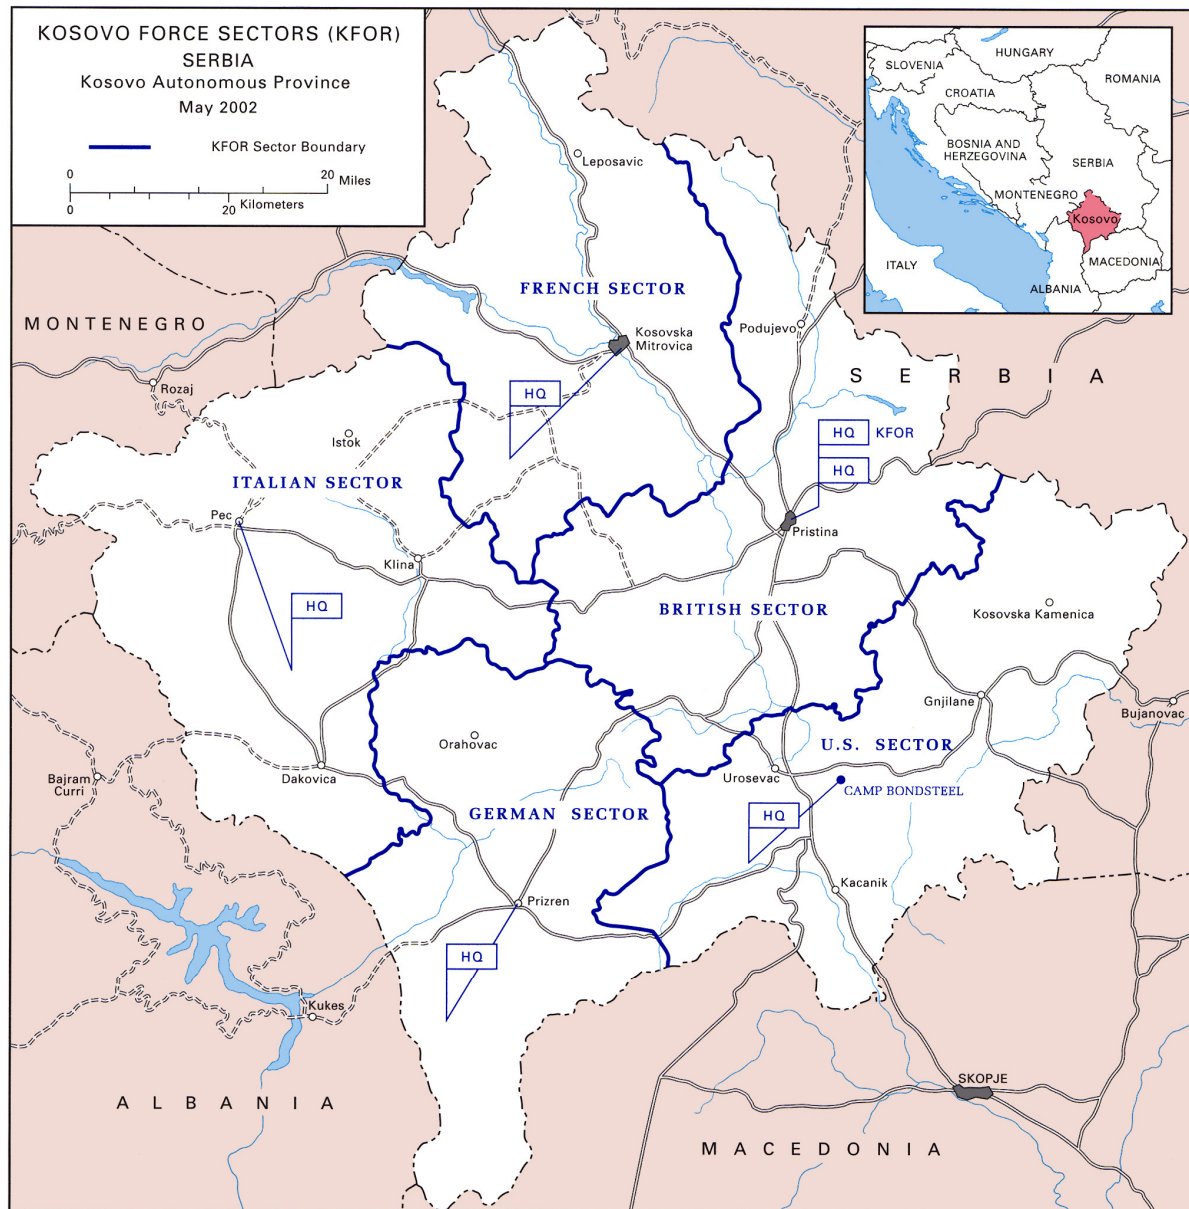 KOSOVO FORCE SECTORS (KFOR)
SERBIA
Kosovo Autonomous Province
May 2002
KFOR Sector Boundary
0 20 Miles
0 20 Kilometers
SLOVENIA
HUNGARY
ROMANIA
CROATIA
BOSNIA AND
HERZEGOVINA
SERBIA
MONTENEGRO
Kosovo
ITALY
MACEDONIA
ALBANIA
Leposavic
FRENCH SECTOR
MONTENEGRO
Kosovska
Mitrovica
Podujevo
SERBIA
Rozaj
HQ
Istok
HQ KFOR
HQ
ITALIAN SECTOR
Pec
Pristina
Klina
HQ
BRITISH SECTOR
Kosovska Kamenica
Gnjilane
Bujanovac
Orahovac
U.S. SECTOR
Bajram
Curri
Dakovica
Urosevac
CAMP BONDSTEEL
GERMAN SECTOR
HQ
Kacanik
Prizren
HQ
Kukes
SKOPJE
ALBANIA
MACEDONIA